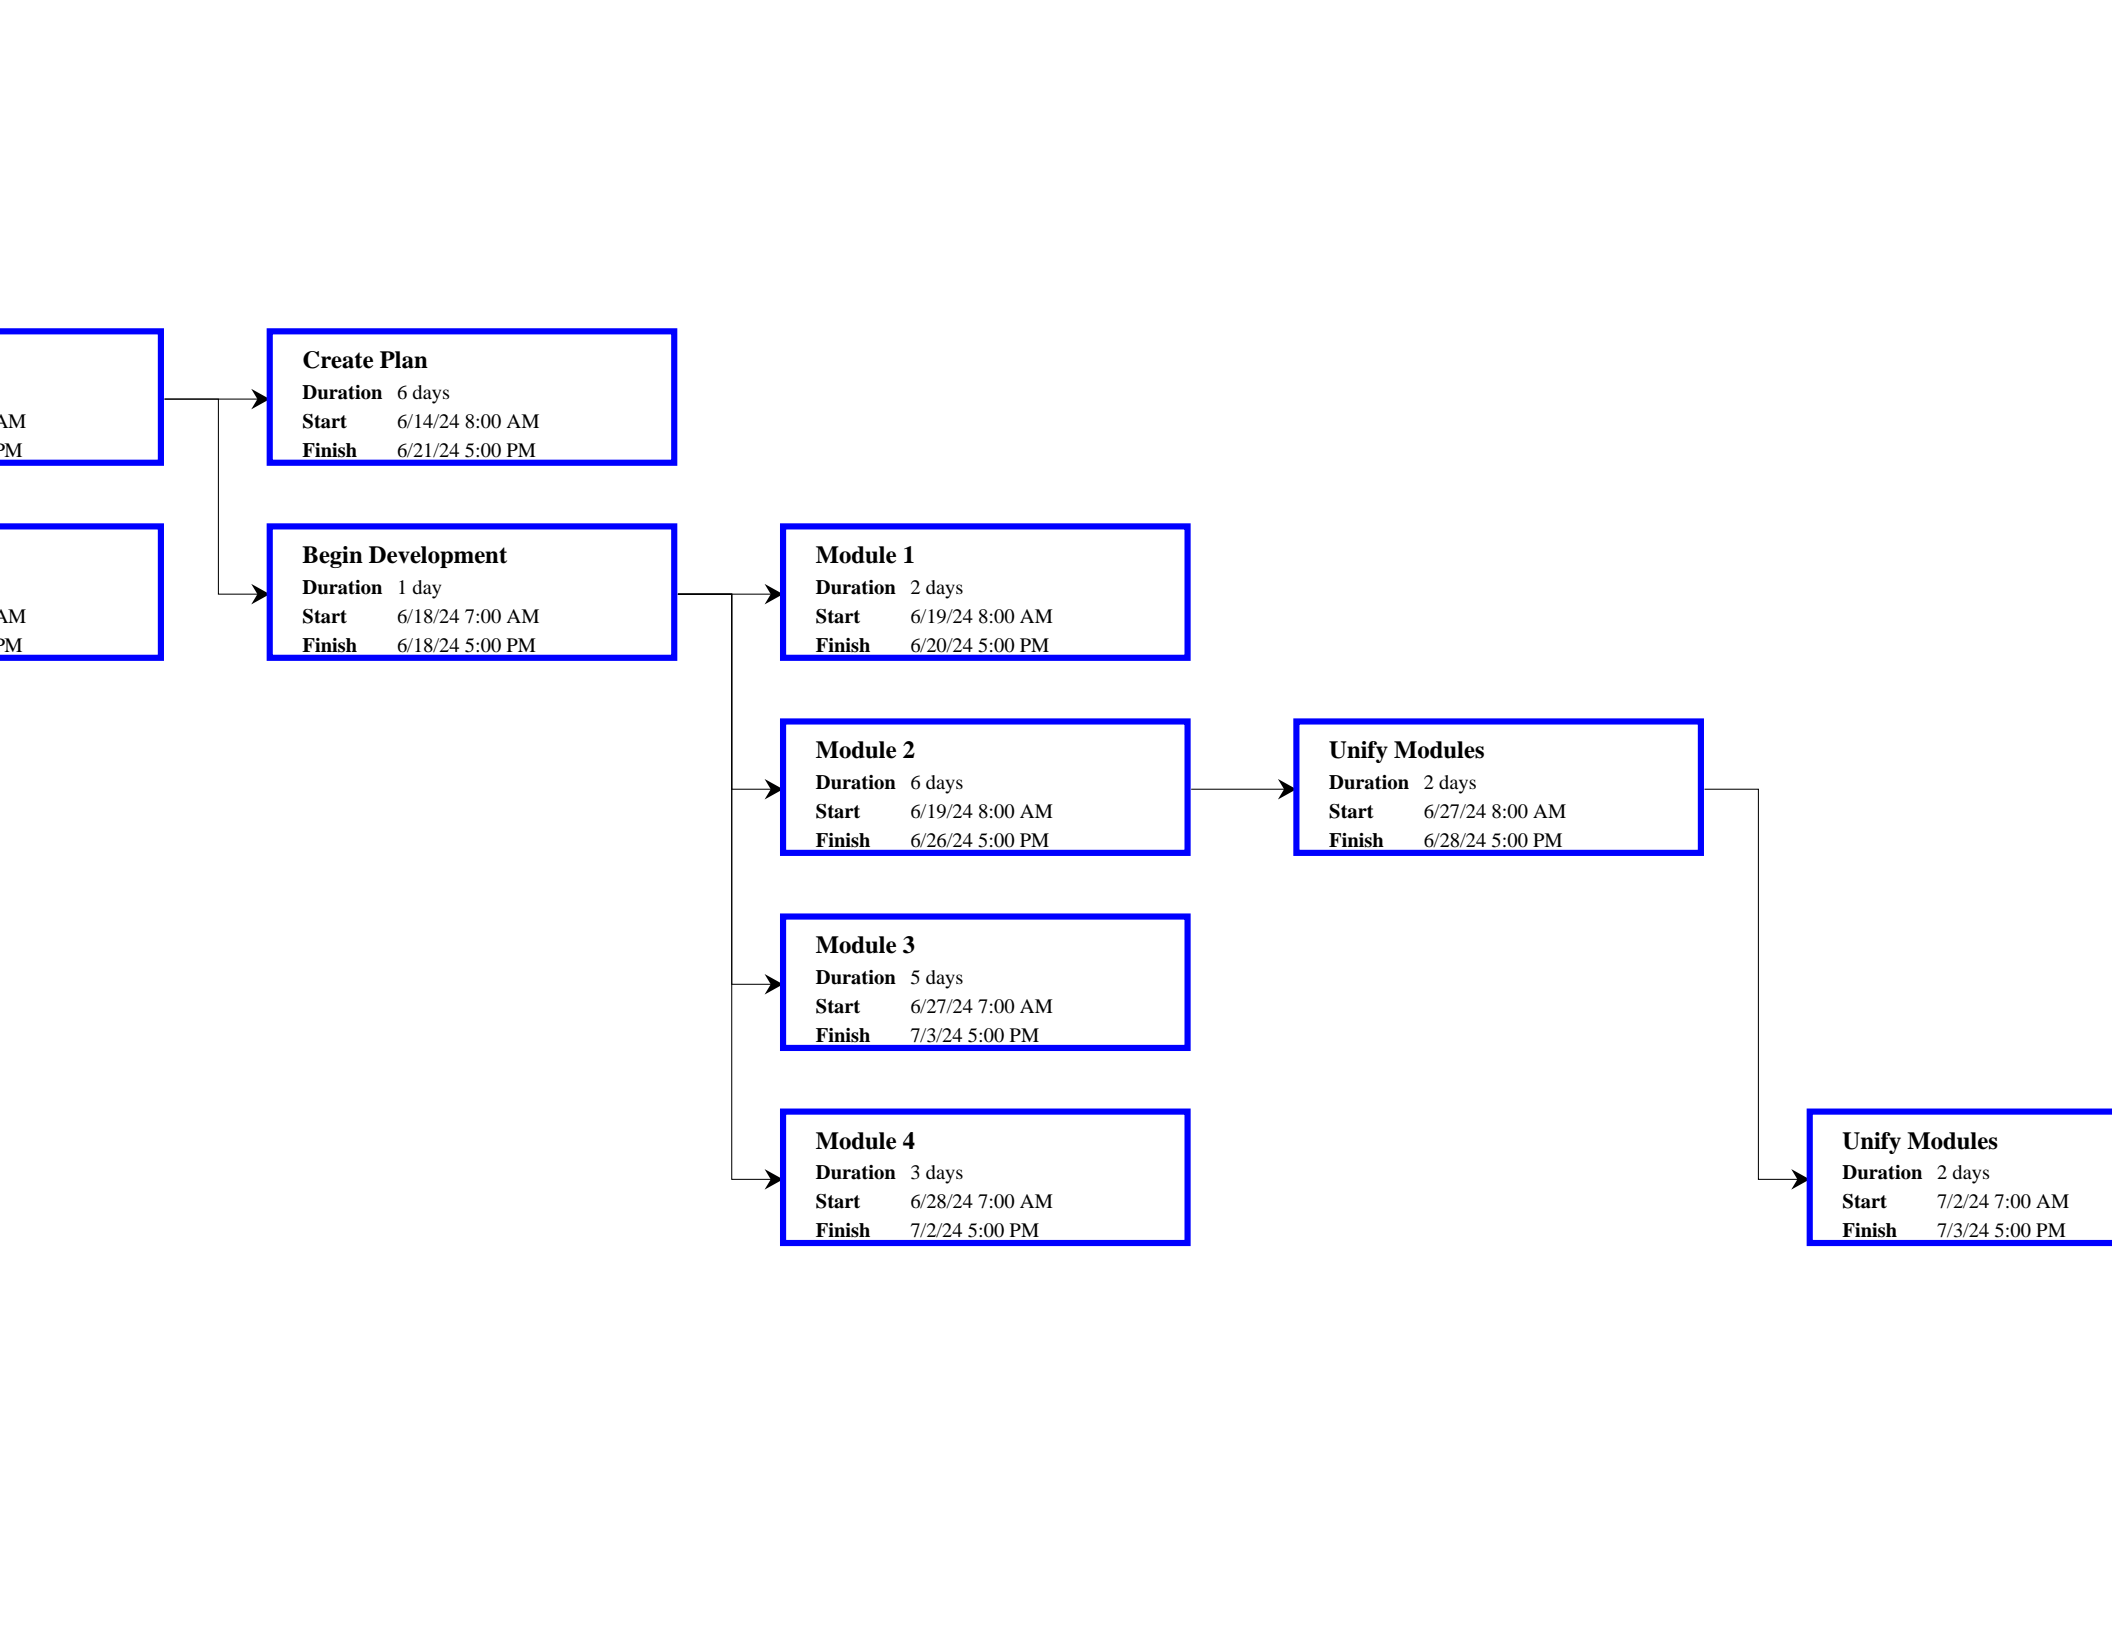 Create Plan
Duration 6 days
AM
Start 6/14/24 8:00 AM
PM
Finish 6/21/24 5:00 PM
Begin Development
Duration 1 day
AM
Start 6/18/24 7:00 AM
PM
Finish 6/18/24 5:00 PM
Module 1
Duration 2 days
Start 6/19/24 8:00 AM
Finish 6/20/24 5:00 PM
Module 2
Duration 6 days
Start 6/19/24 8:00 AM
Finish 6/26/24 5:00 PM
Unify Modules
Duration 2 days
Start 6/27/24 8:00 AM
Finish 6/28/24 5:00 PM
Module 3
Duration 5 days
Start 6/27/24 7:00 AM
Finish 7/3/24 5:00 PM
Module 4
Duration 3 days
Start 6/28/24 7:00 AM
Finish 7/2/24 5:00 PM
Unify Modules
Duration 2 days
Start 7/2/24 7:00 AM
Finish 7/3/24 5:00 PM